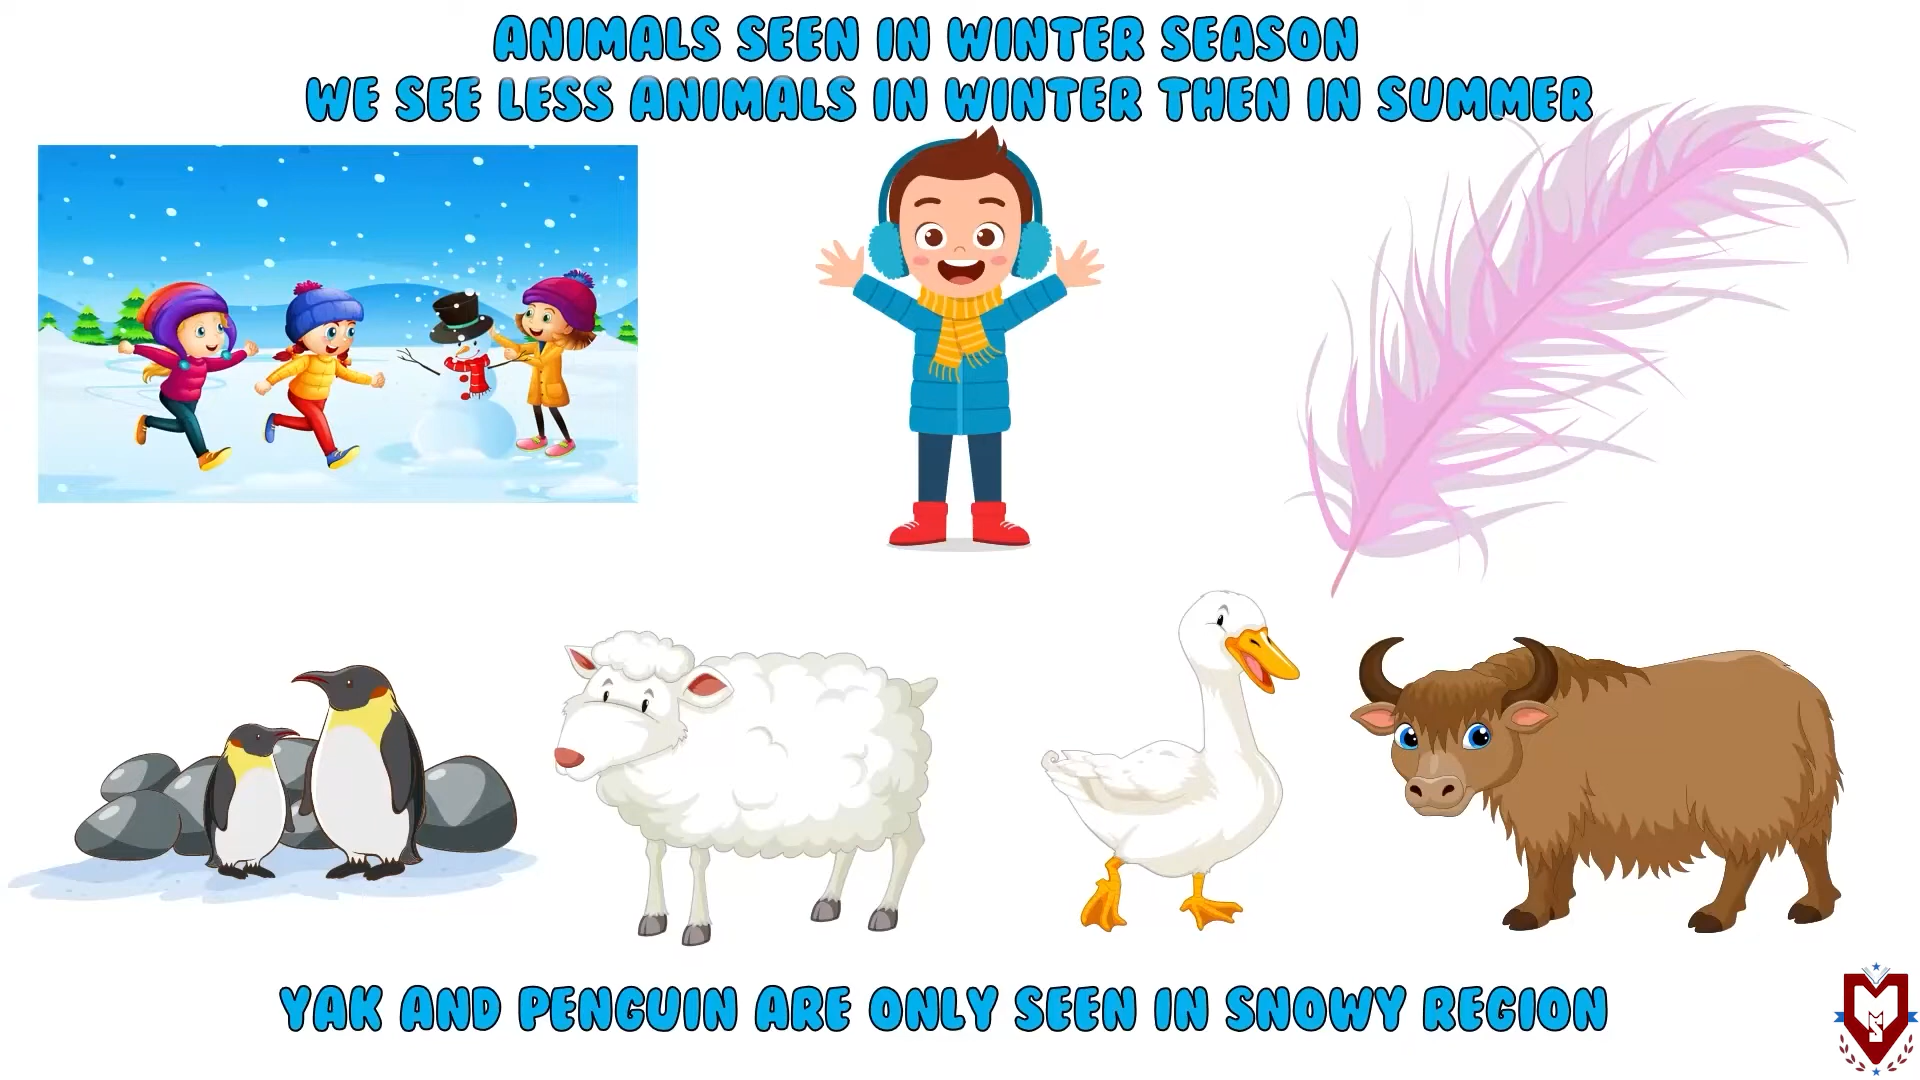 ANIMALS SEEN IN WINTER SEASON
WE SEE LESS ANIMALS IN WINTER THEN IN SUMMER
YAK AND PENGUIN ARE ONLY SEEN IN SNOWY REGION